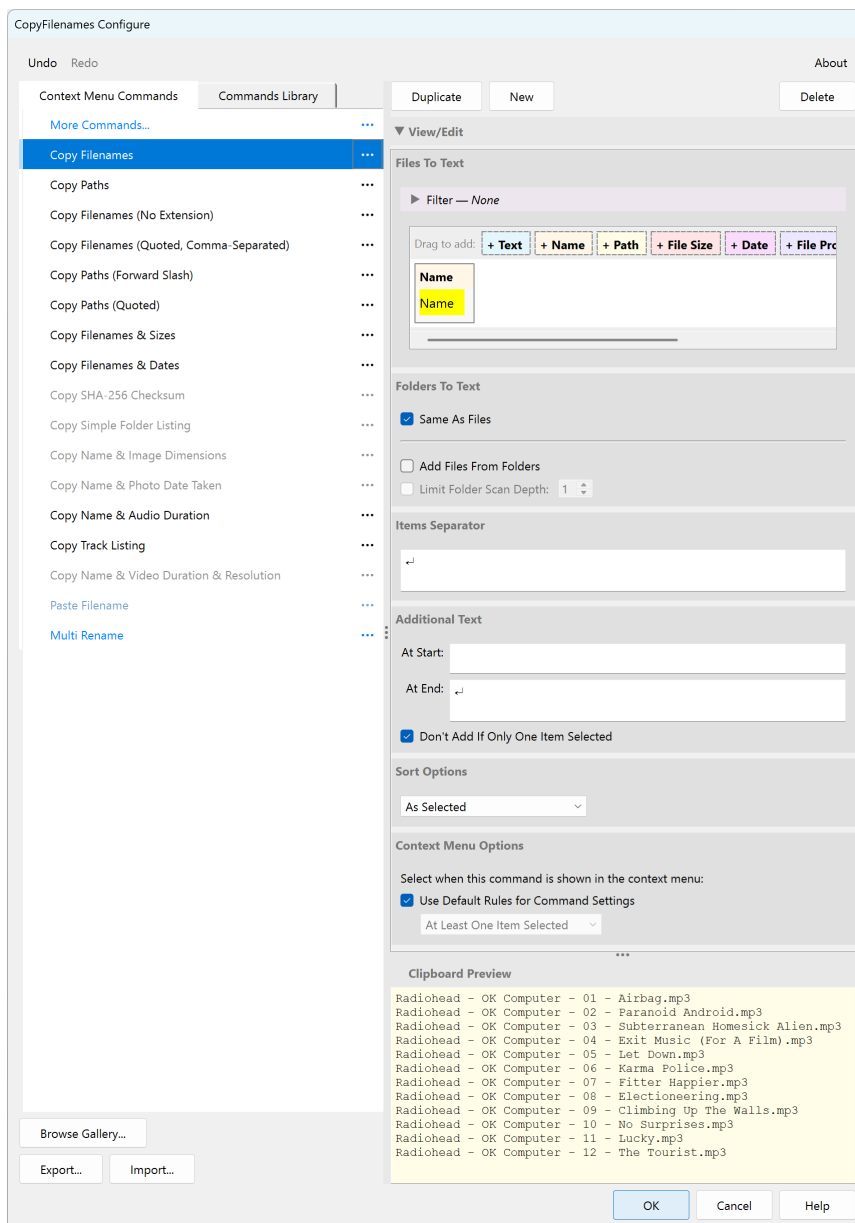 CopyFilenames Configure
Undo Redo About
Context Menu Commands Commands Library
More Commands... ...
Copy Filenames ...
Copy Paths ...
Copy Filenames (No Extension) ...
Copy Filenames (Quoted, Comma-Separated) ...
Copy Paths (Forward Slash) ...
Copy Paths (Quoted) ...
Copy Filenames & Sizes ...
Copy Filenames & Dates ...
Copy SHA-256 Checksum ...
Copy Simple Folder Listing ...
Copy Name & Image Dimensions ...
Copy Name & Photo Date Taken ...
Copy Name & Audio Duration ...
Copy Track Listing ...
Copy Name & Video Duration & Resolution ...
Paste Filename ...
Multi Rename ...
Browse Gallery...
Export... Import...
Duplicate New Delete
▼ View/Edit
Files To Text
▶ Filter — None
Drag to add: + Text + Name + Path + File Size + Date + File Pro
Name
Name
Folders To Text
Same As Files
Add Files From Folders
Limit Folder Scan Depth: 1
Items Separator
↵
Additional Text
At Start:
At End: ↵
Don't Add If Only One Item Selected
Sort Options
As Selected
Context Menu Options
Select when this command is shown in the context menu:
Use Default Rules for Command Settings
At Least One Item Selected
Clipboard Preview
Radiohead - OK Computer - 01 - Airbag.mp3
Radiohead - OK Computer - 02 - Paranoid Android.mp3
Radiohead - OK Computer - 03 - Subterranean Homesick Alien.mp3
Radiohead - OK Computer - 04 - Exit Music (For A Film).mp3
Radiohead - OK Computer - 05 - Let Down.mp3
Radiohead - OK Computer - 06 - Karma Police.mp3
Radiohead - OK Computer - 07 - Fitter Happier.mp3
Radiohead - OK Computer - 08 - Electioneering.mp3
Radiohead - OK Computer - 09 - Climbing Up The Walls.mp3
Radiohead - OK Computer - 10 - No Surprises.mp3
Radiohead - OK Computer - 11 - Lucky.mp3
Radiohead - OK Computer - 12 - The Tourist.mp3
OK Cancel Help